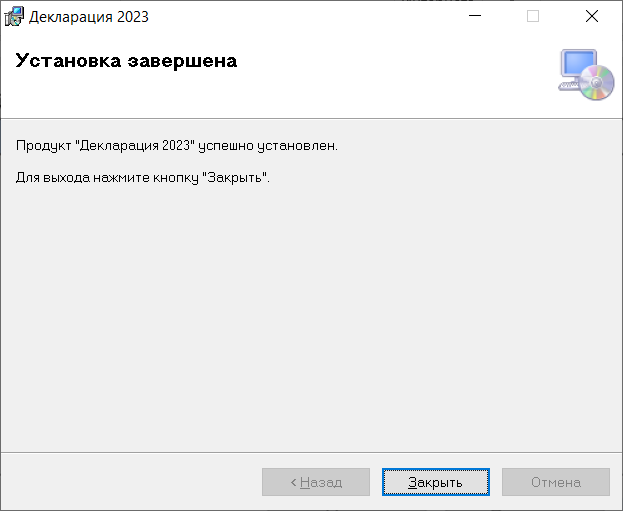 Декларация 2023
Установка завершена
Продукт "Декларация 2023" успешно установлен.
Для выхода нажмите кнопку "Закрыть".
< Назад
Закрыть
Отмена